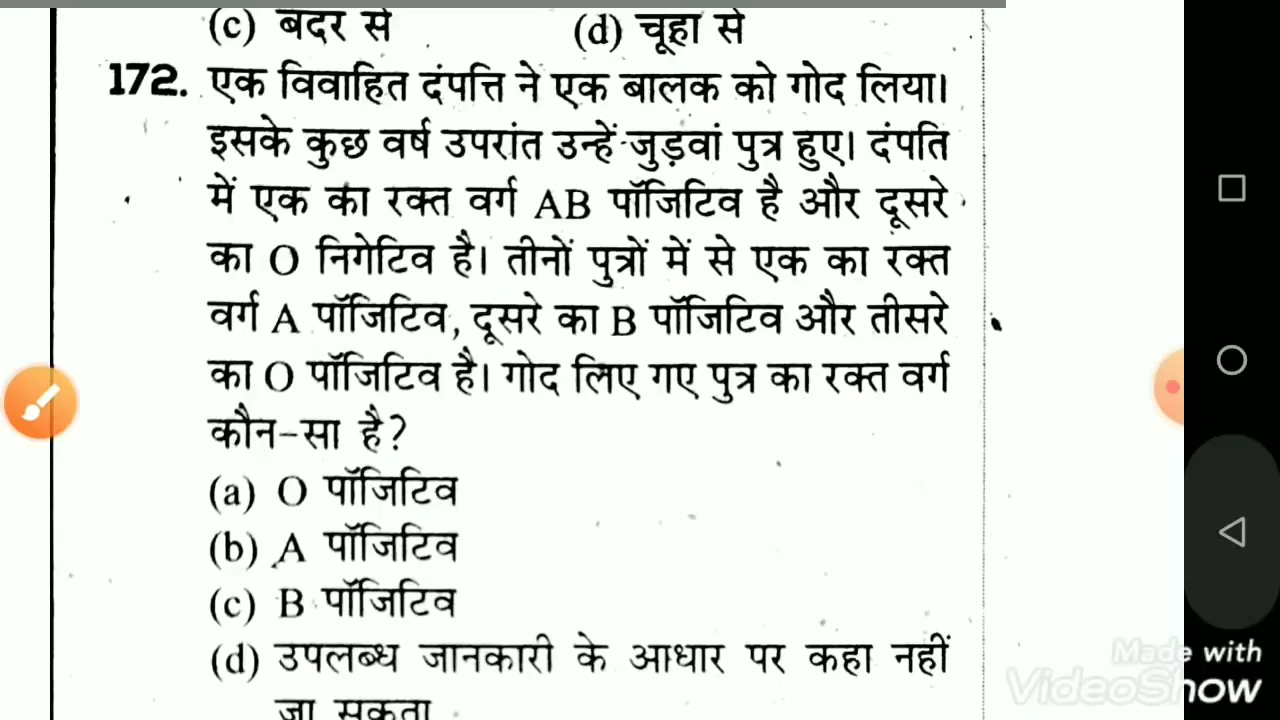 (c) बंदर से (d) चूहा से
172. एक विवाहित दंपत्ति ने एक बालक को गोद लिया।
इसके कुछ वर्ष उपरांत उन्हें जुड़वां पुत्र हुए। दंपति
में एक का रक्त वर्ग AB पॉजिटिव है और दूसरे
का O निगेटिव है। तीनों पुत्रों में से एक का रक्त
वर्ग A पॉजिटिव, दूसरे का B पॉजिटिव और तीसरे
का O पॉजिटिव है। गोद लिए गए पुत्र का रक्त वर्ग
कौन-सा है?
(a) O पॉजिटिव
(b) A पॉजिटिव
(c) B पॉजिटिव
(d) उपलब्ध जानकारी के आधार पर कहा नहीं
जा सकता
Made with
VideoShow